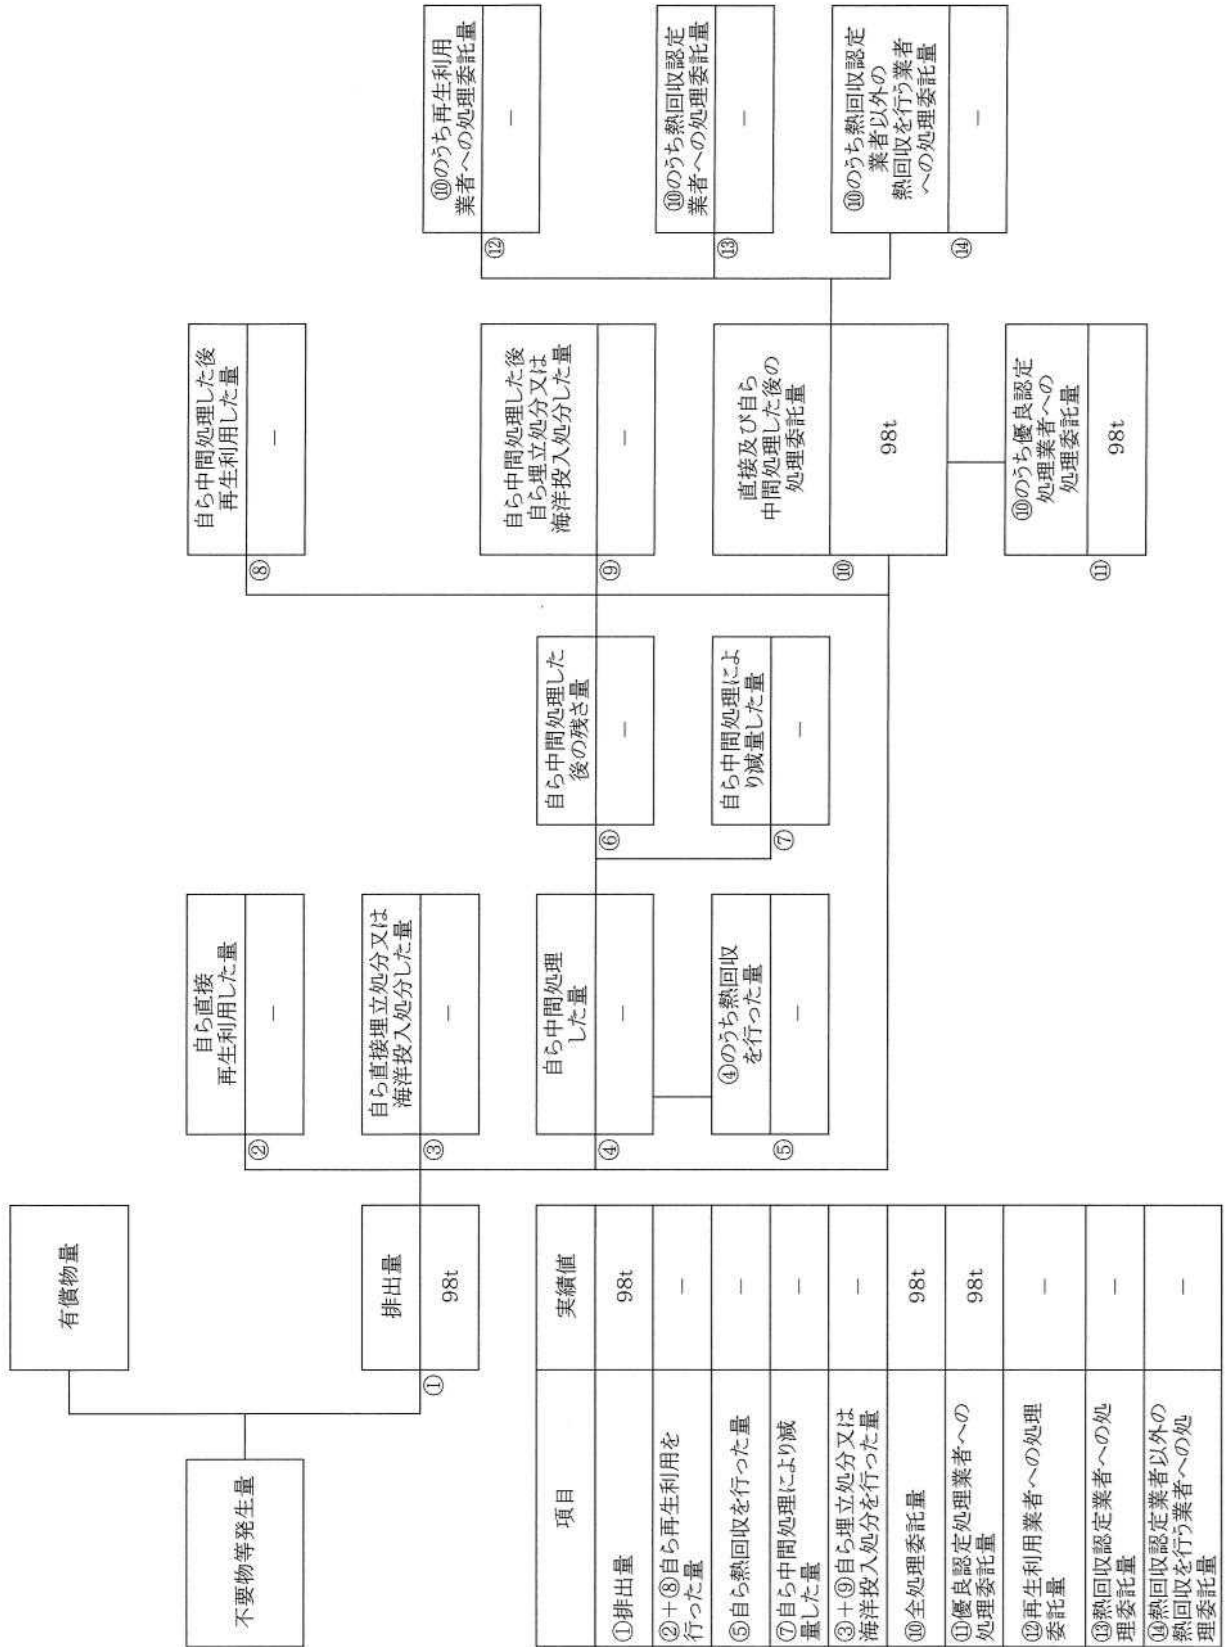 不要物等発生量
有償物量
①
排出量
98t
②
自ら直接
再生利用した量
－
③
自ら直接埋立処分又は
海洋投入処分した量
－
④
自ら中間処理
した量
－
⑤
④のうち熱回収
を行った量
－
⑥
自ら中間処理した
後の残さ量
－
⑦
自ら中間処理によ
り減量した量
－
⑧
自ら中間処理した後
再生利用した量
－
⑨
自ら中間処理した後
自ら埋立処分又は
海洋投入処分した量
－
⑩
直接及び自ら
中間処理した後の
処理委託量
98t
⑪
⑩のうち優良認定
処理業者への
処理委託量
98t
⑫
⑩のうち再生利用
業者への処理委託量
－
⑬
⑩のうち熱回収認定
業者への処理委託量
－
⑭
⑩のうち熱回収認定
業者以外の
熱回収を行う業者
への処理委託量
－
項目 実績値
①排出量 98t
②＋⑧自ら再生利用を
行った量 －
⑤自ら熱回収を行った量 －
⑦自ら中間処理により減
量した量 －
③＋⑨自ら埋立処分又は
海洋投入処分を行った量 －
⑩全処理委託量 98t
⑪優良認定処理業者への
処理委託量 98t
⑫再生利用業者への処理
委託量 －
⑬熱回収認定業者への処
理委託量 －
⑭熱回収認定業者以外の
熱回収を行う業者への処
理委託量 －